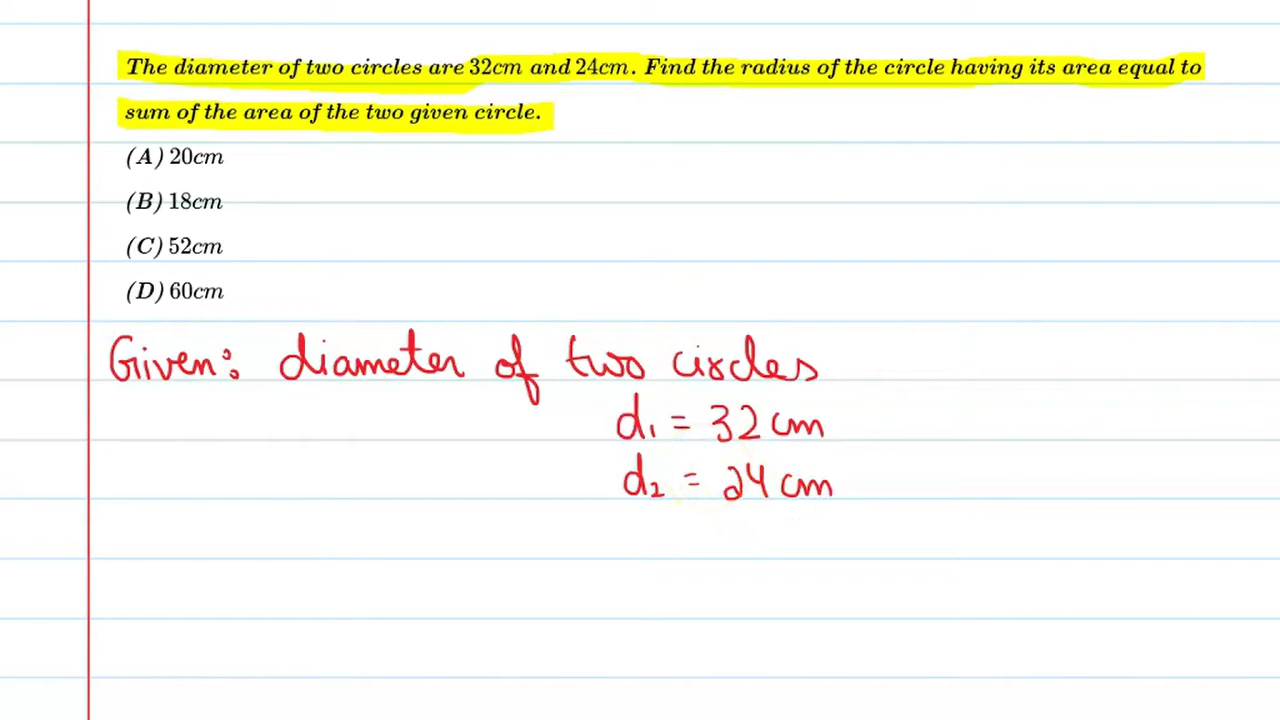 The diameter of two circles are 32cm and 24cm. Find the radius of the circle having its area equal to
sum of the area of the two given circle.
(A) 20cm
(B) 18cm
(C) 52cm
(D) 60cm
Given: diameter of two circles
d₁ = 32 cm
d₂ = 24 cm